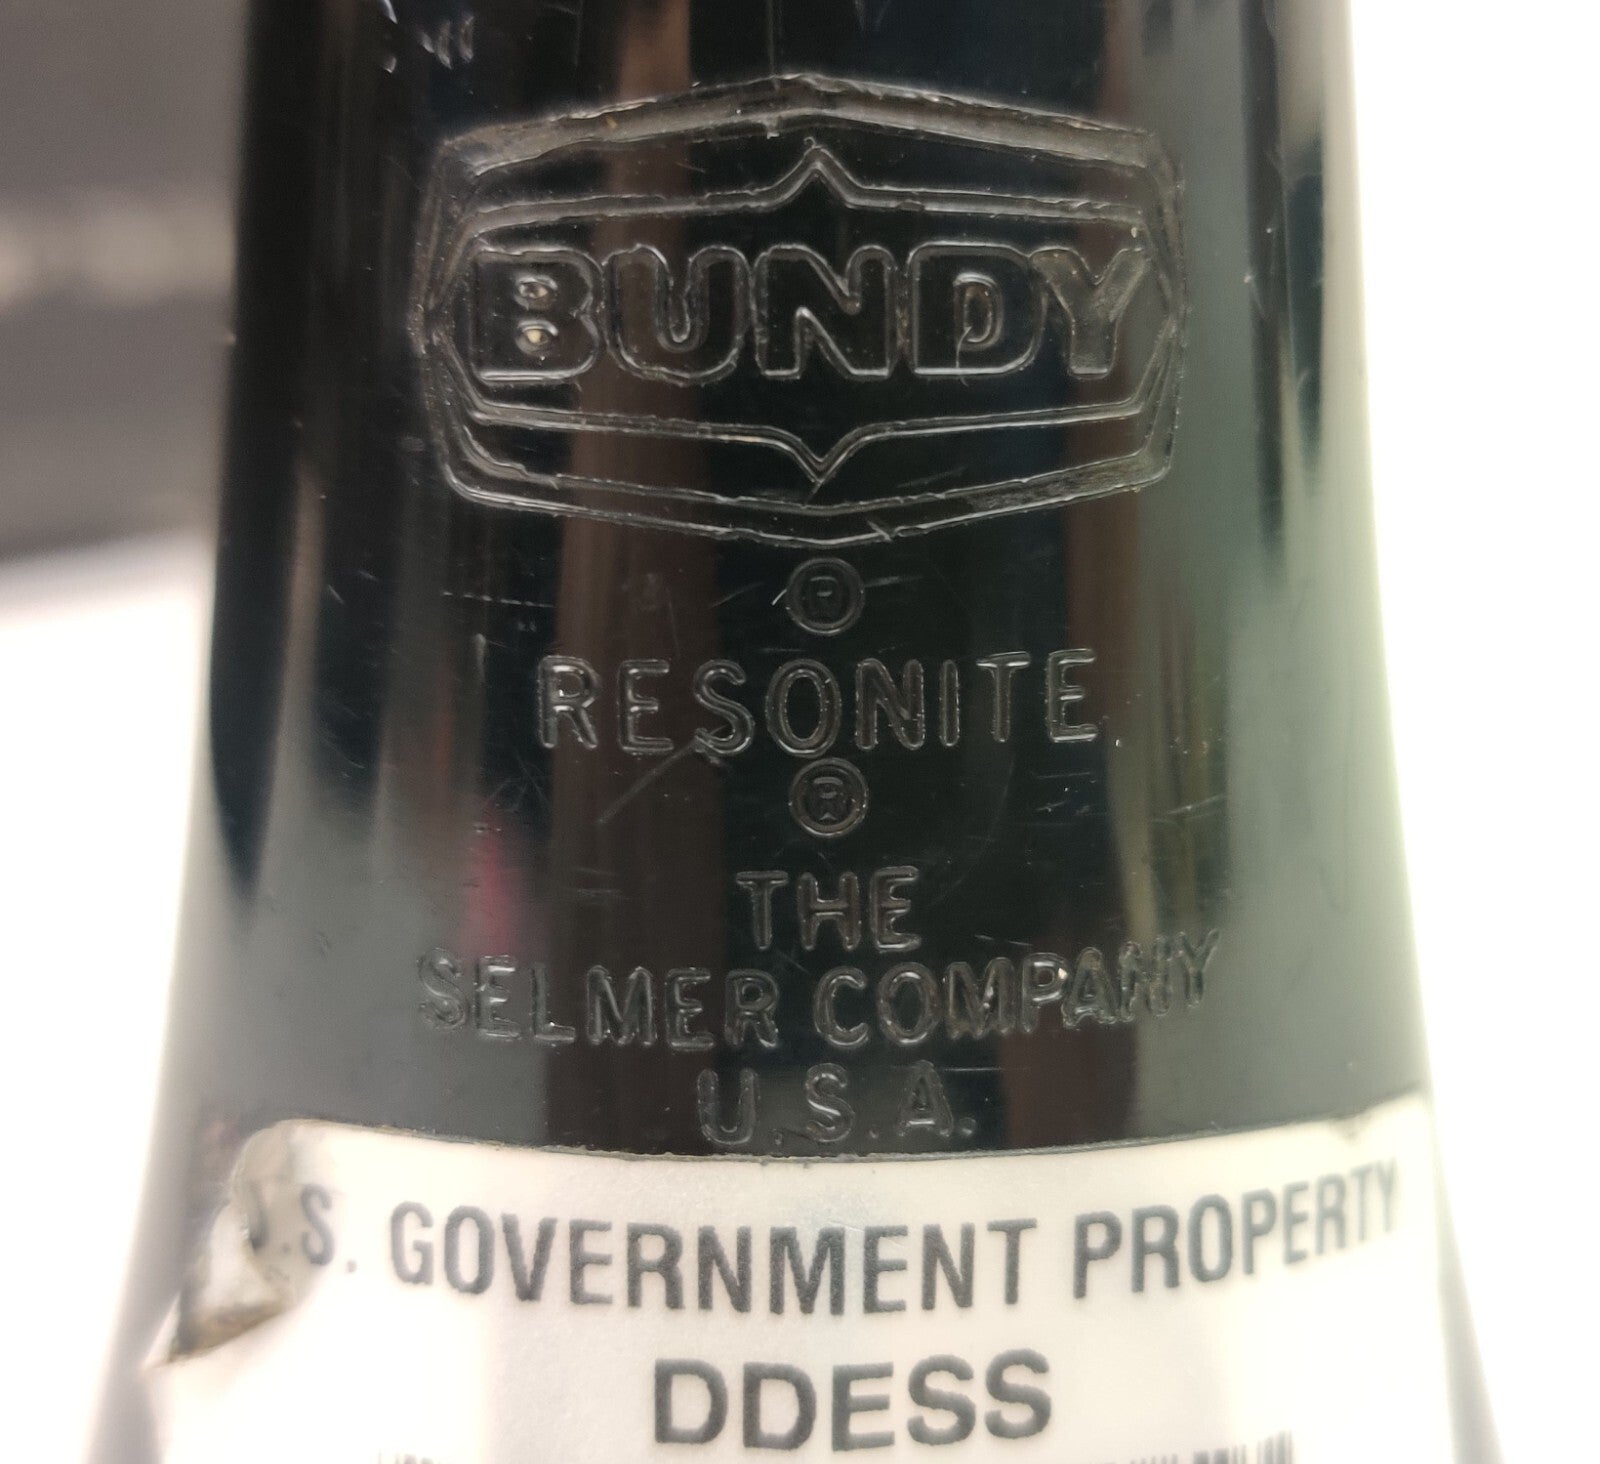 BUNDY
®
RESONITE
®
THE
SELMER COMPANY
U.S.A.
U.S. GOVERNMENT PROPERTY
DDESS